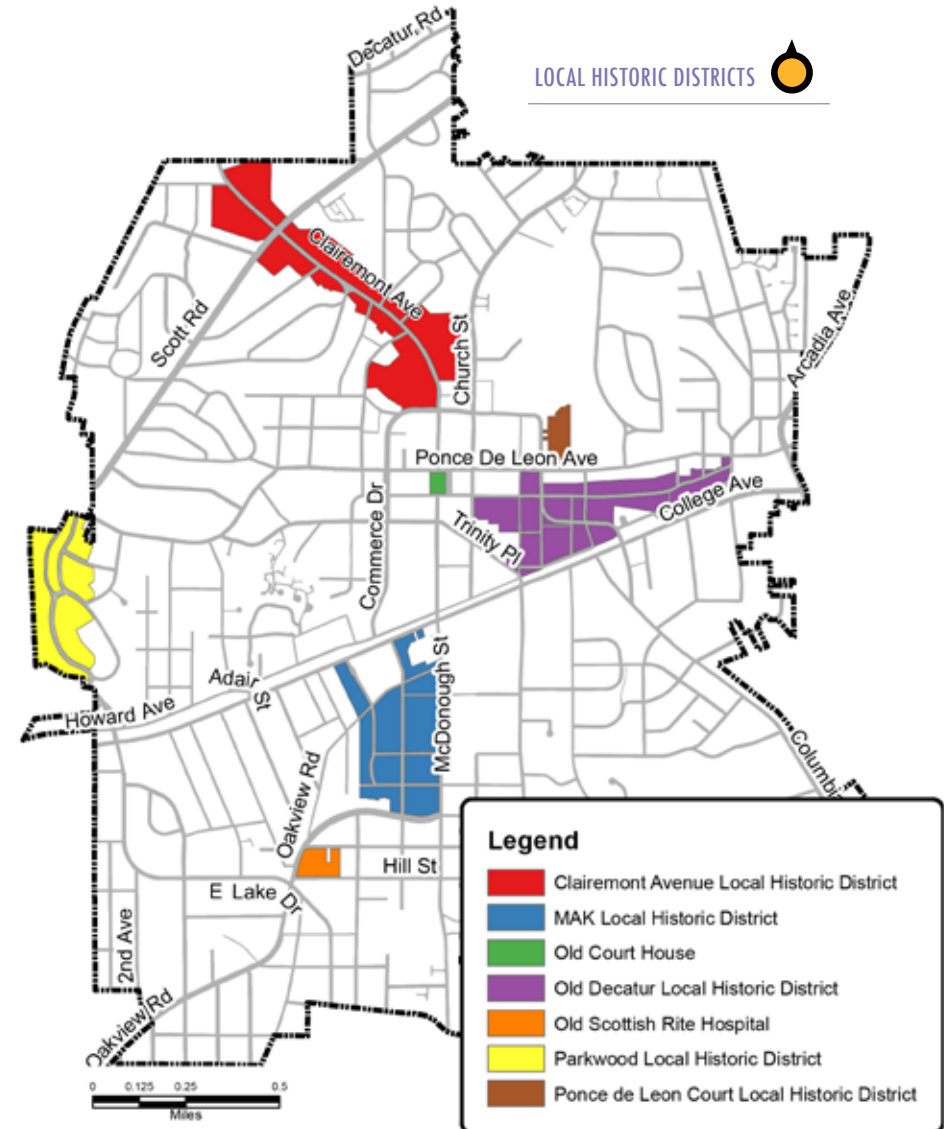 Decatur Rd
LOCAL HISTORIC DISTRICTS
Clairemont Ave
Scott Rd
Church St
Arcadia Ave
Ponce De Leon Ave
College Ave
Commerce Dr
Trinity Pl
Adair St
Howard Ave
McDonough St
Oakview Rd
Columbia
Hill St
E Lake Dr
2nd Ave
Oakview Rd
Legend
Clairemont Avenue Local Historic District
MAK Local Historic District
Old Court House
Old Decatur Local Historic District
Old Scottish Rite Hospital
Parkwood Local Historic District
Ponce de Leon Court Local Historic District
0 0.125 0.25 0.5
Miles